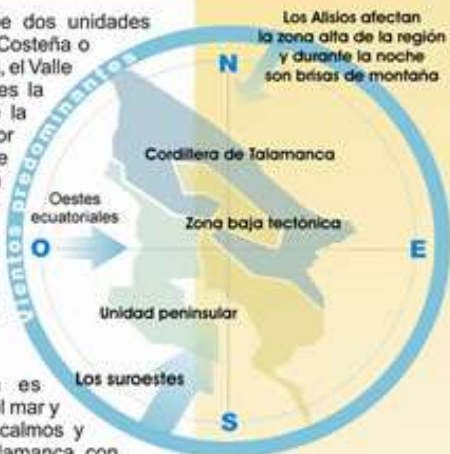 e dos unidades
Costeña o
, el Valle
es la
e la
or
e
Los Alisios afectan
la zona alta de la región
y durante la noche
son brisas de montaña
Vientos predominantes
N
Cordillera de Talamanca
Oestes
ecuatoriales
Zona baja tectónica
O
E
Unidad peninsular
Los suroestes
S
es
l mar y
calmos y
lamanca, con